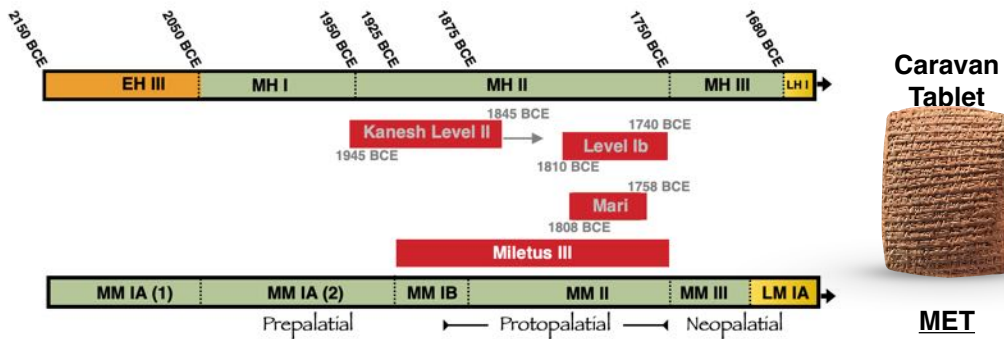 2150 BCE 2050 BCE 1950 BCE 1925 BCE 1875 BCE 1750 BCE 1680 BCE
EH III MH I MH II MH III LH I
Caravan
Tablet
1845 BCE
Kanesh Level II
1945 BCE
1740 BCE
Level Ib
1810 BCE
1758 BCE
Mari
1808 BCE
Miletus III
MM IA (1) MM IA (2) MM IB MM II MM III LM IA
Prepalatial Protopalatial Neopalatial
MET